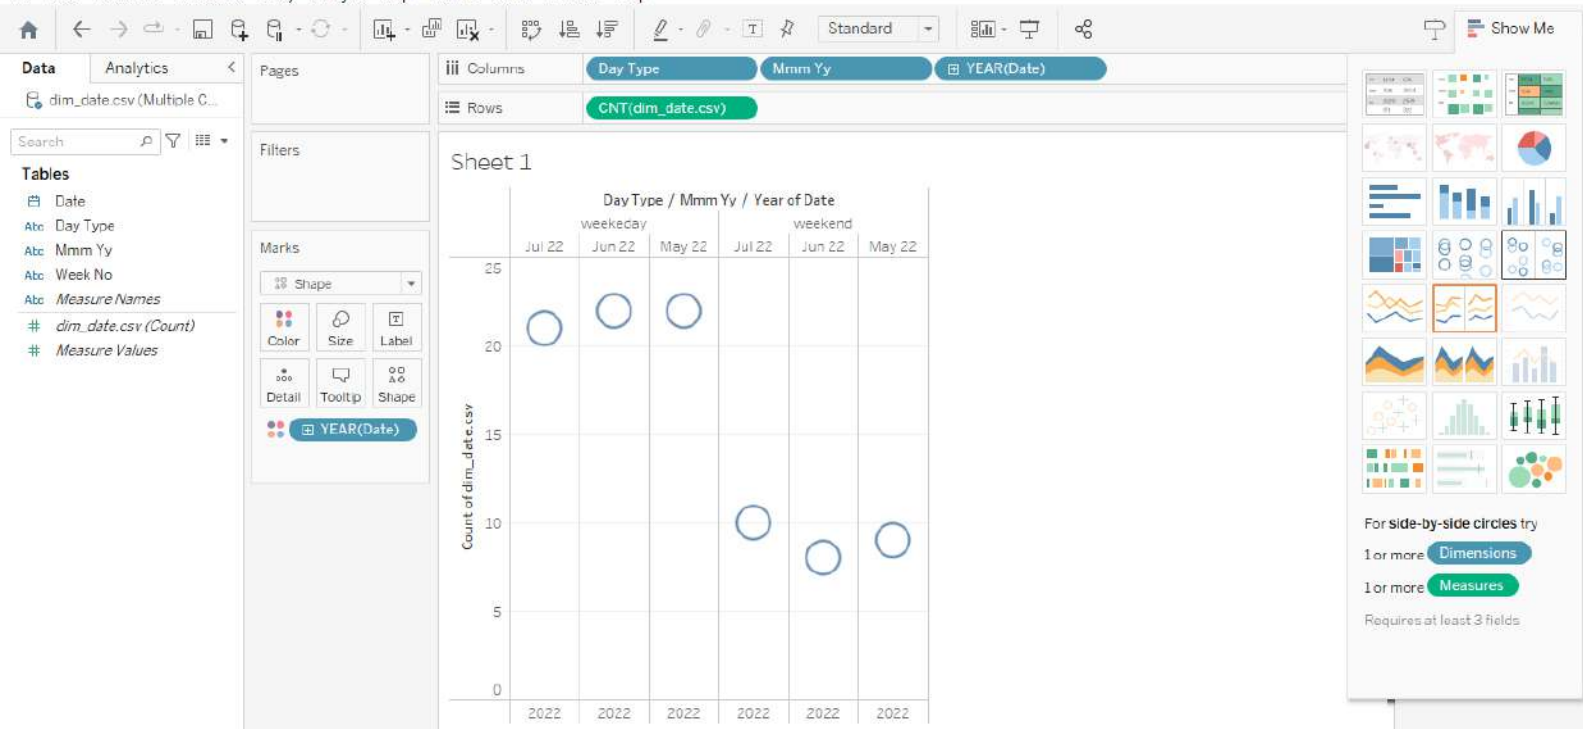 Standard
Show Me
Data
Analytics
dim_date.csv (Multiple C...
Search
Tables
Date
Abc Day Type
Abc Mmm Yy
Abc Week No
Abc Measure Names
# dim_date.csv (Count)
# Measure Values
Pages
Filters
Marks
Shape
Color
Size
Label
Detail
Tooltip
Shape
YEAR(Date)
Columns
Day Type
Mmm Yy
YEAR(Date)
Rows
CNT(dim_date.csv)
Sheet 1
Day Type / Mmm Yy / Year of Date
weekeday
weekend
Jul 22
Jun 22
May 22
Jul 22
Jun 22
May 22
25
20
15
10
5
0
Count of dim_date.csv
2022
2022
2022
2022
2022
2022
For side-by-side circles try
1 or more Dimensions
1 or more Measures
Requires at least 3 fields